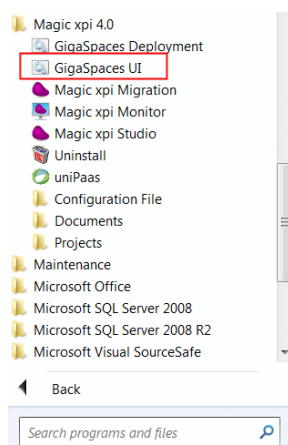 Magic xpi 4.0
GigaSpaces Deployment
GigaSpaces UI
Magic xpi Migration
Magic xpi Monitor
Magic xpi Studio
Uninstall
uniPaas
Configuration File
Documents
Projects
Maintenance
Microsoft Office
Microsoft SQL Server 2008
Microsoft SQL Server 2008 R2
Microsoft Visual SourceSafe
Back
Search programs and files